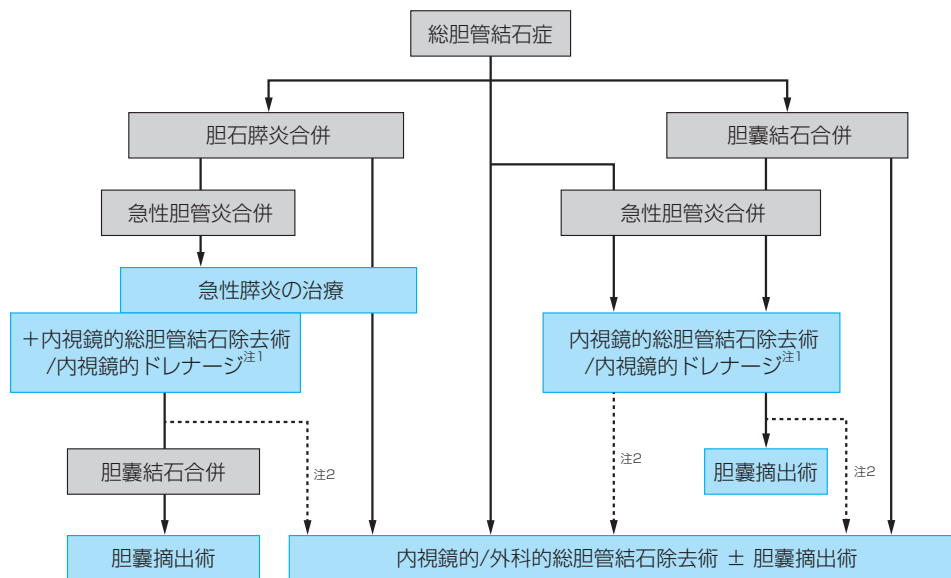 総胆管結石症
胆石膵炎合併
胆嚢結石合併
急性胆管炎合併
急性胆管炎合併
急性膵炎の治療
＋内視鏡的総胆管結石除去術
/内視鏡的ドレナージ注1
内視鏡的総胆管結石除去術
/内視鏡的ドレナージ注1
胆嚢結石合併
注2
注2
胆嚢摘出術
注2
胆嚢摘出術
内視鏡的/外科的総胆管結石除去術 ± 胆嚢摘出術